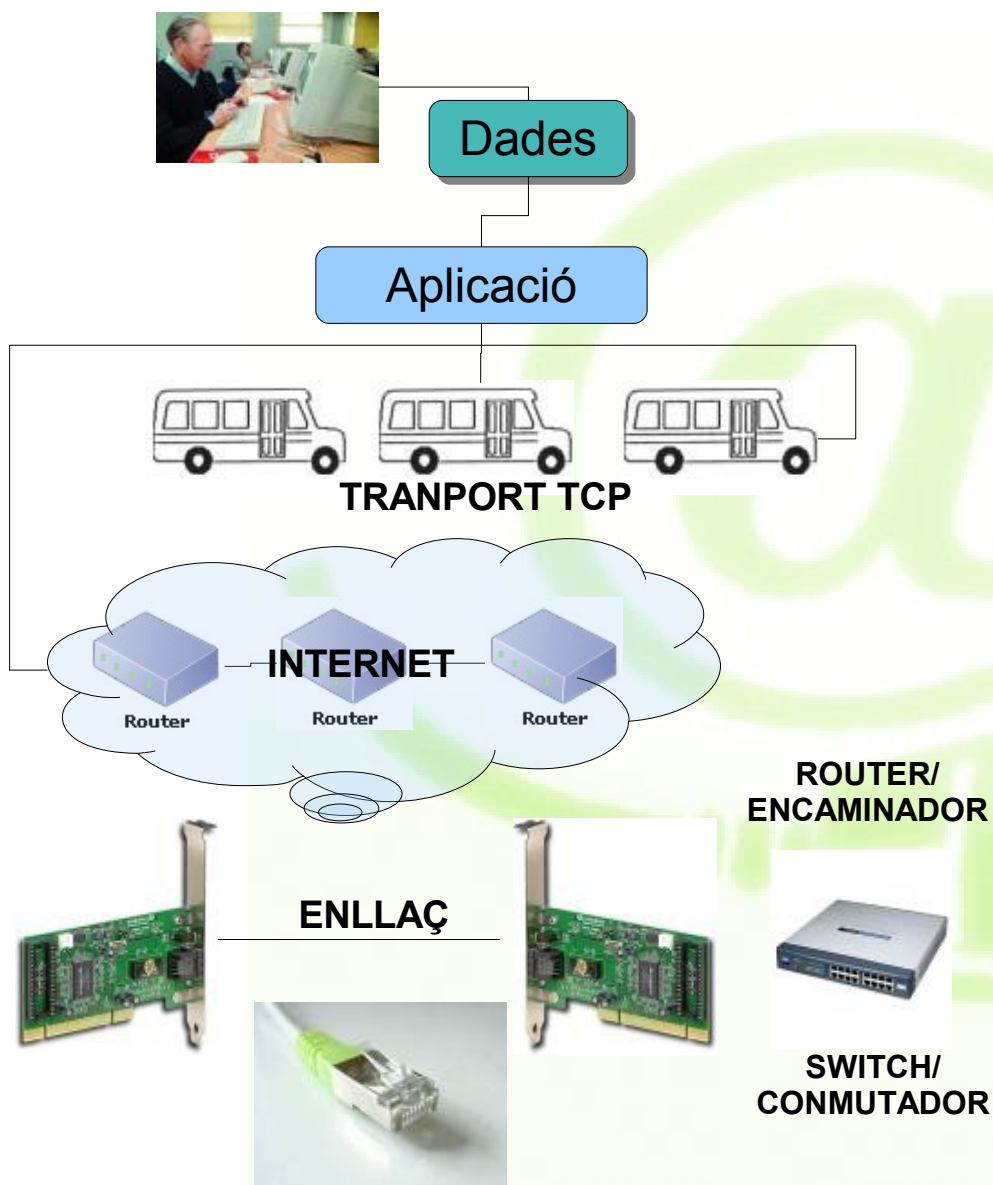 Dades
Aplicació
TRANPORT TCP
INTERNET
Router
Router
Router
ROUTER/
ENCAMINADOR
ENLLAÇ
SWITCH/
CONMUTADOR